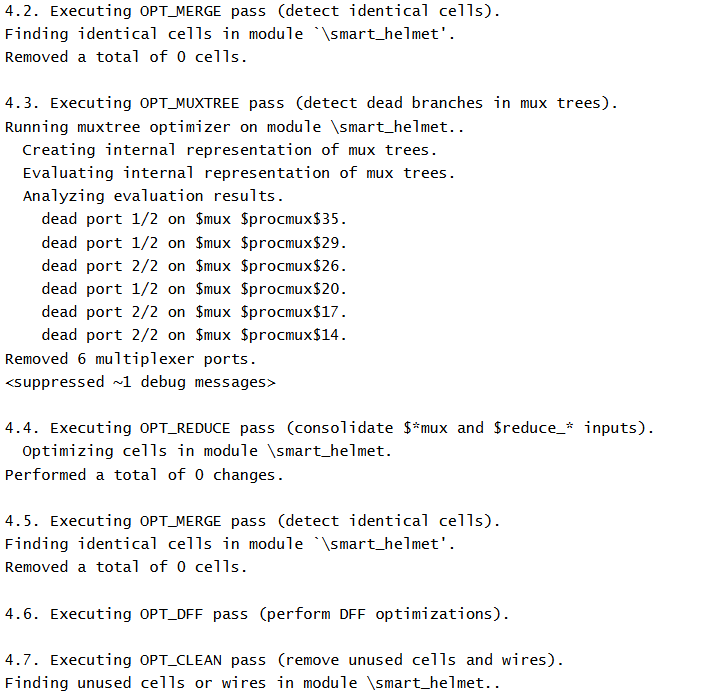 4.2. Executing OPT_MERGE pass (detect identical cells).
Finding identical cells in module `\smart_helmet'.
Removed a total of 0 cells.
4.3. Executing OPT_MUXTREE pass (detect dead branches in mux trees).
Running muxtree optimizer on module \smart_helmet..
Creating internal representation of mux trees.
Evaluating internal representation of mux trees.
Analyzing evaluation results.
dead port 1/2 on $mux $procmux$35.
dead port 1/2 on $mux $procmux$29.
dead port 2/2 on $mux $procmux$26.
dead port 1/2 on $mux $procmux$20.
dead port 2/2 on $mux $procmux$17.
dead port 2/2 on $mux $procmux$14.
Removed 6 multiplexer ports.
<suppressed ~1 debug messages>
4.4. Executing OPT_REDUCE pass (consolidate $*mux and $reduce_* inputs).
Optimizing cells in module \smart_helmet.
Performed a total of 0 changes.
4.5. Executing OPT_MERGE pass (detect identical cells).
Finding identical cells in module `\smart_helmet'.
Removed a total of 0 cells.
4.6. Executing OPT_DFF pass (perform DFF optimizations).
4.7. Executing OPT_CLEAN pass (remove unused cells and wires).
Finding unused cells or wires in module \smart_helmet..